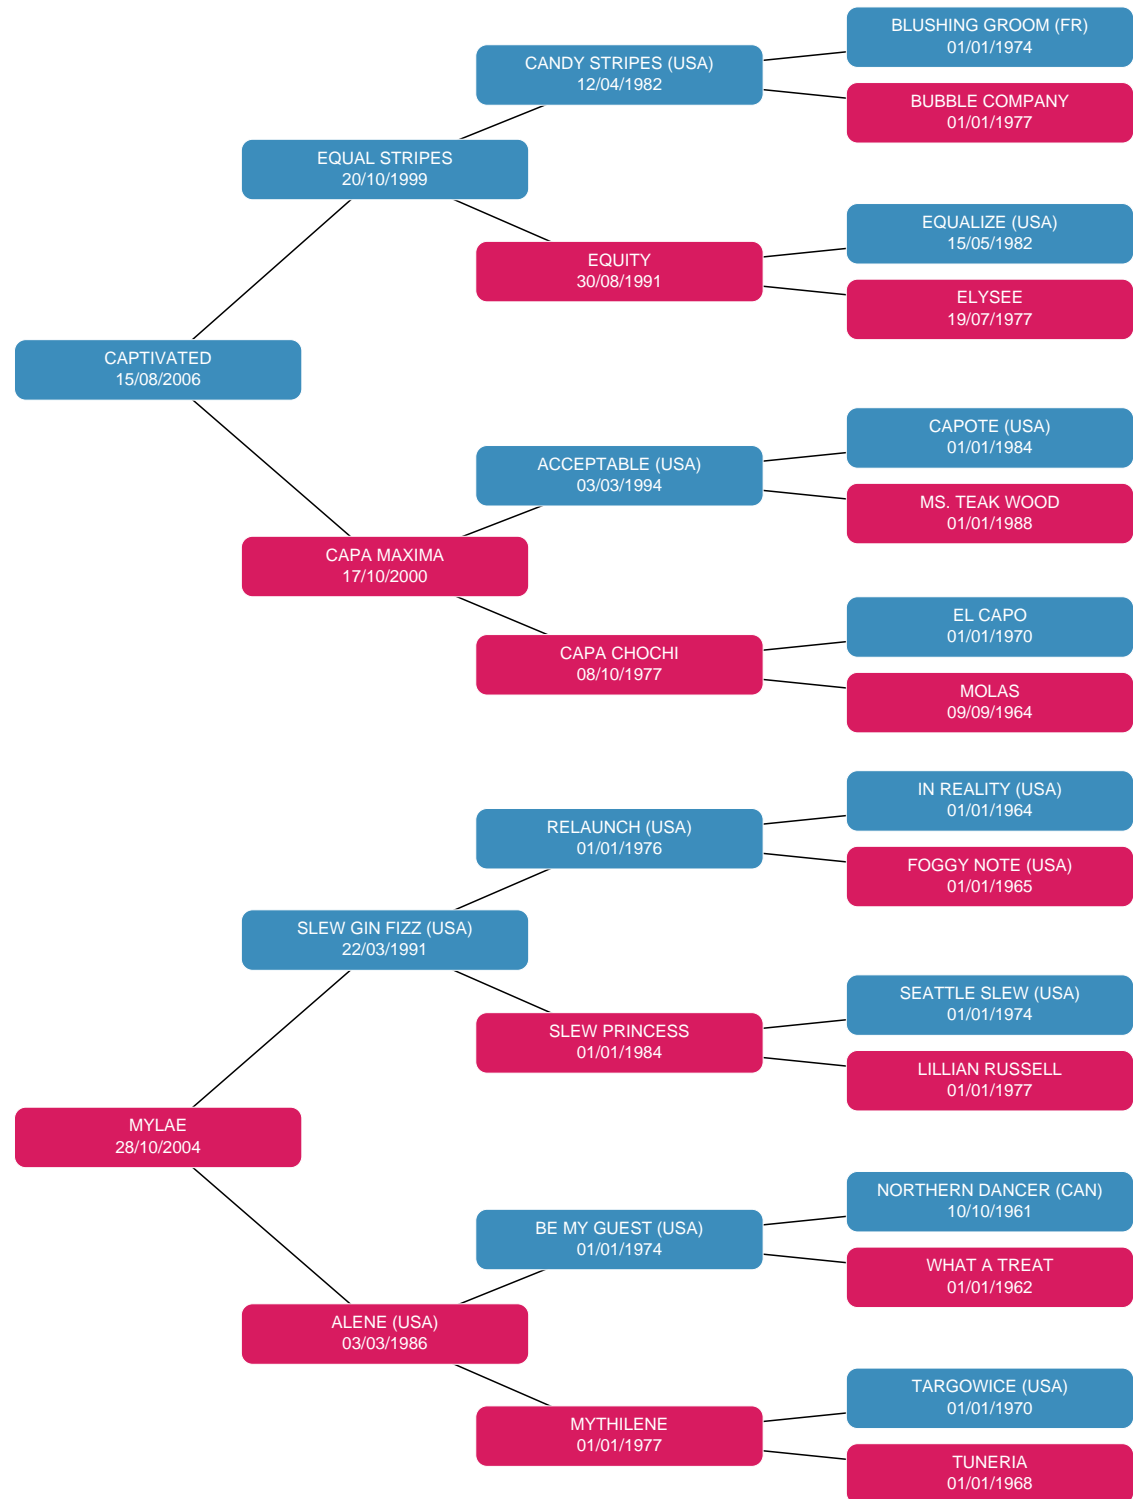 BLUSHING GROOM (FR)
01/01/1974
CANDY STRIPES (USA)
12/04/1982
BUBBLE COMPANY
01/01/1977
EQUAL STRIPES
20/10/1999
EQUALIZE (USA)
15/05/1982
EQUITY
30/08/1991
ELYSEE
19/07/1977
CAPTIVATED
15/08/2006
CAPOTE (USA)
01/01/1984
ACCEPTABLE (USA)
03/03/1994
MS. TEAK WOOD
01/01/1988
CAPA MAXIMA
17/10/2000
EL CAPO
01/01/1970
CAPA CHOCHI
08/10/1977
MOLAS
09/09/1964
IN REALITY (USA)
01/01/1964
RELAUNCH (USA)
01/01/1976
FOGGY NOTE (USA)
01/01/1965
SLEW GIN FIZZ (USA)
22/03/1991
SEATTLE SLEW (USA)
01/01/1974
SLEW PRINCESS
01/01/1984
LILLIAN RUSSELL
01/01/1977
MYLAE
28/10/2004
NORTHERN DANCER (CAN)
10/10/1961
BE MY GUEST (USA)
01/01/1974
WHAT A TREAT
01/01/1962
ALENE (USA)
03/03/1986
TARGOWICE (USA)
01/01/1970
MYTHILENE
01/01/1977
TUNERIA
01/01/1968